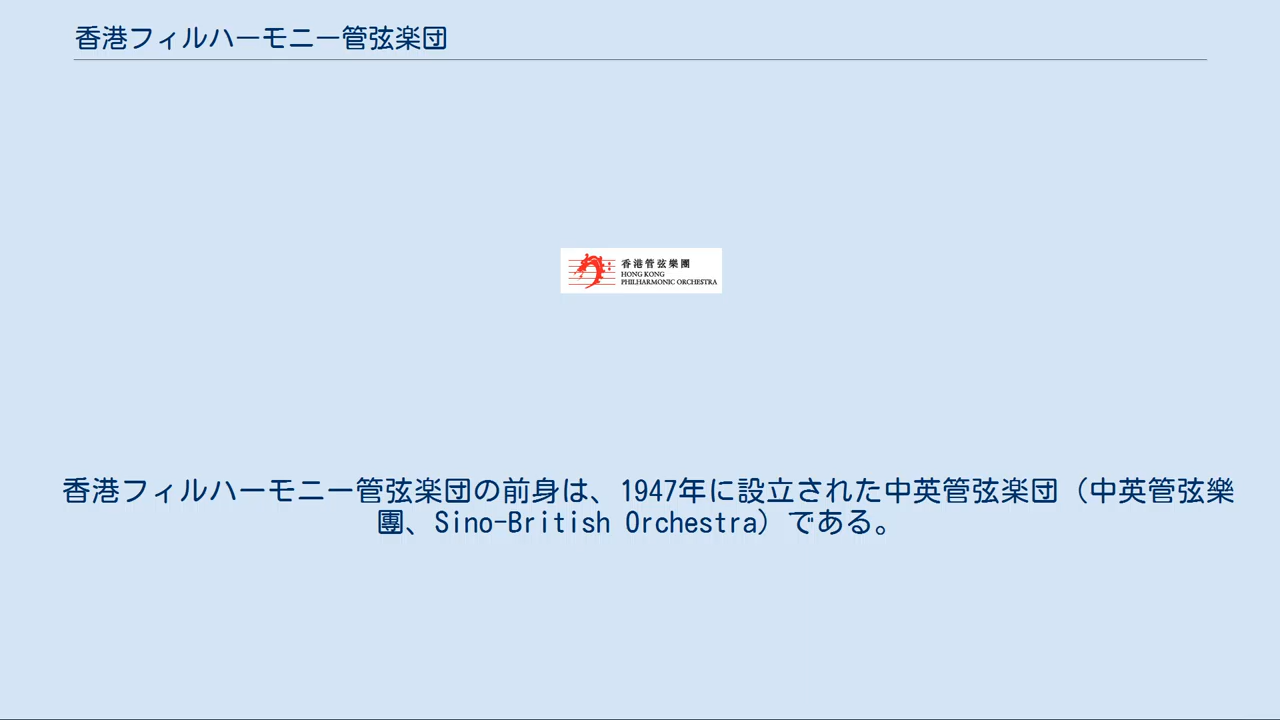 香港フィルハーモニー管弦楽団
香港管弦樂團
HONG KONG
PHILHARMONIC ORCHESTRA
香港フィルハーモニー管弦楽団の前身は、1947年に設立された中英管弦楽団（中英管弦樂
團、Sino-British Orchestra）である。